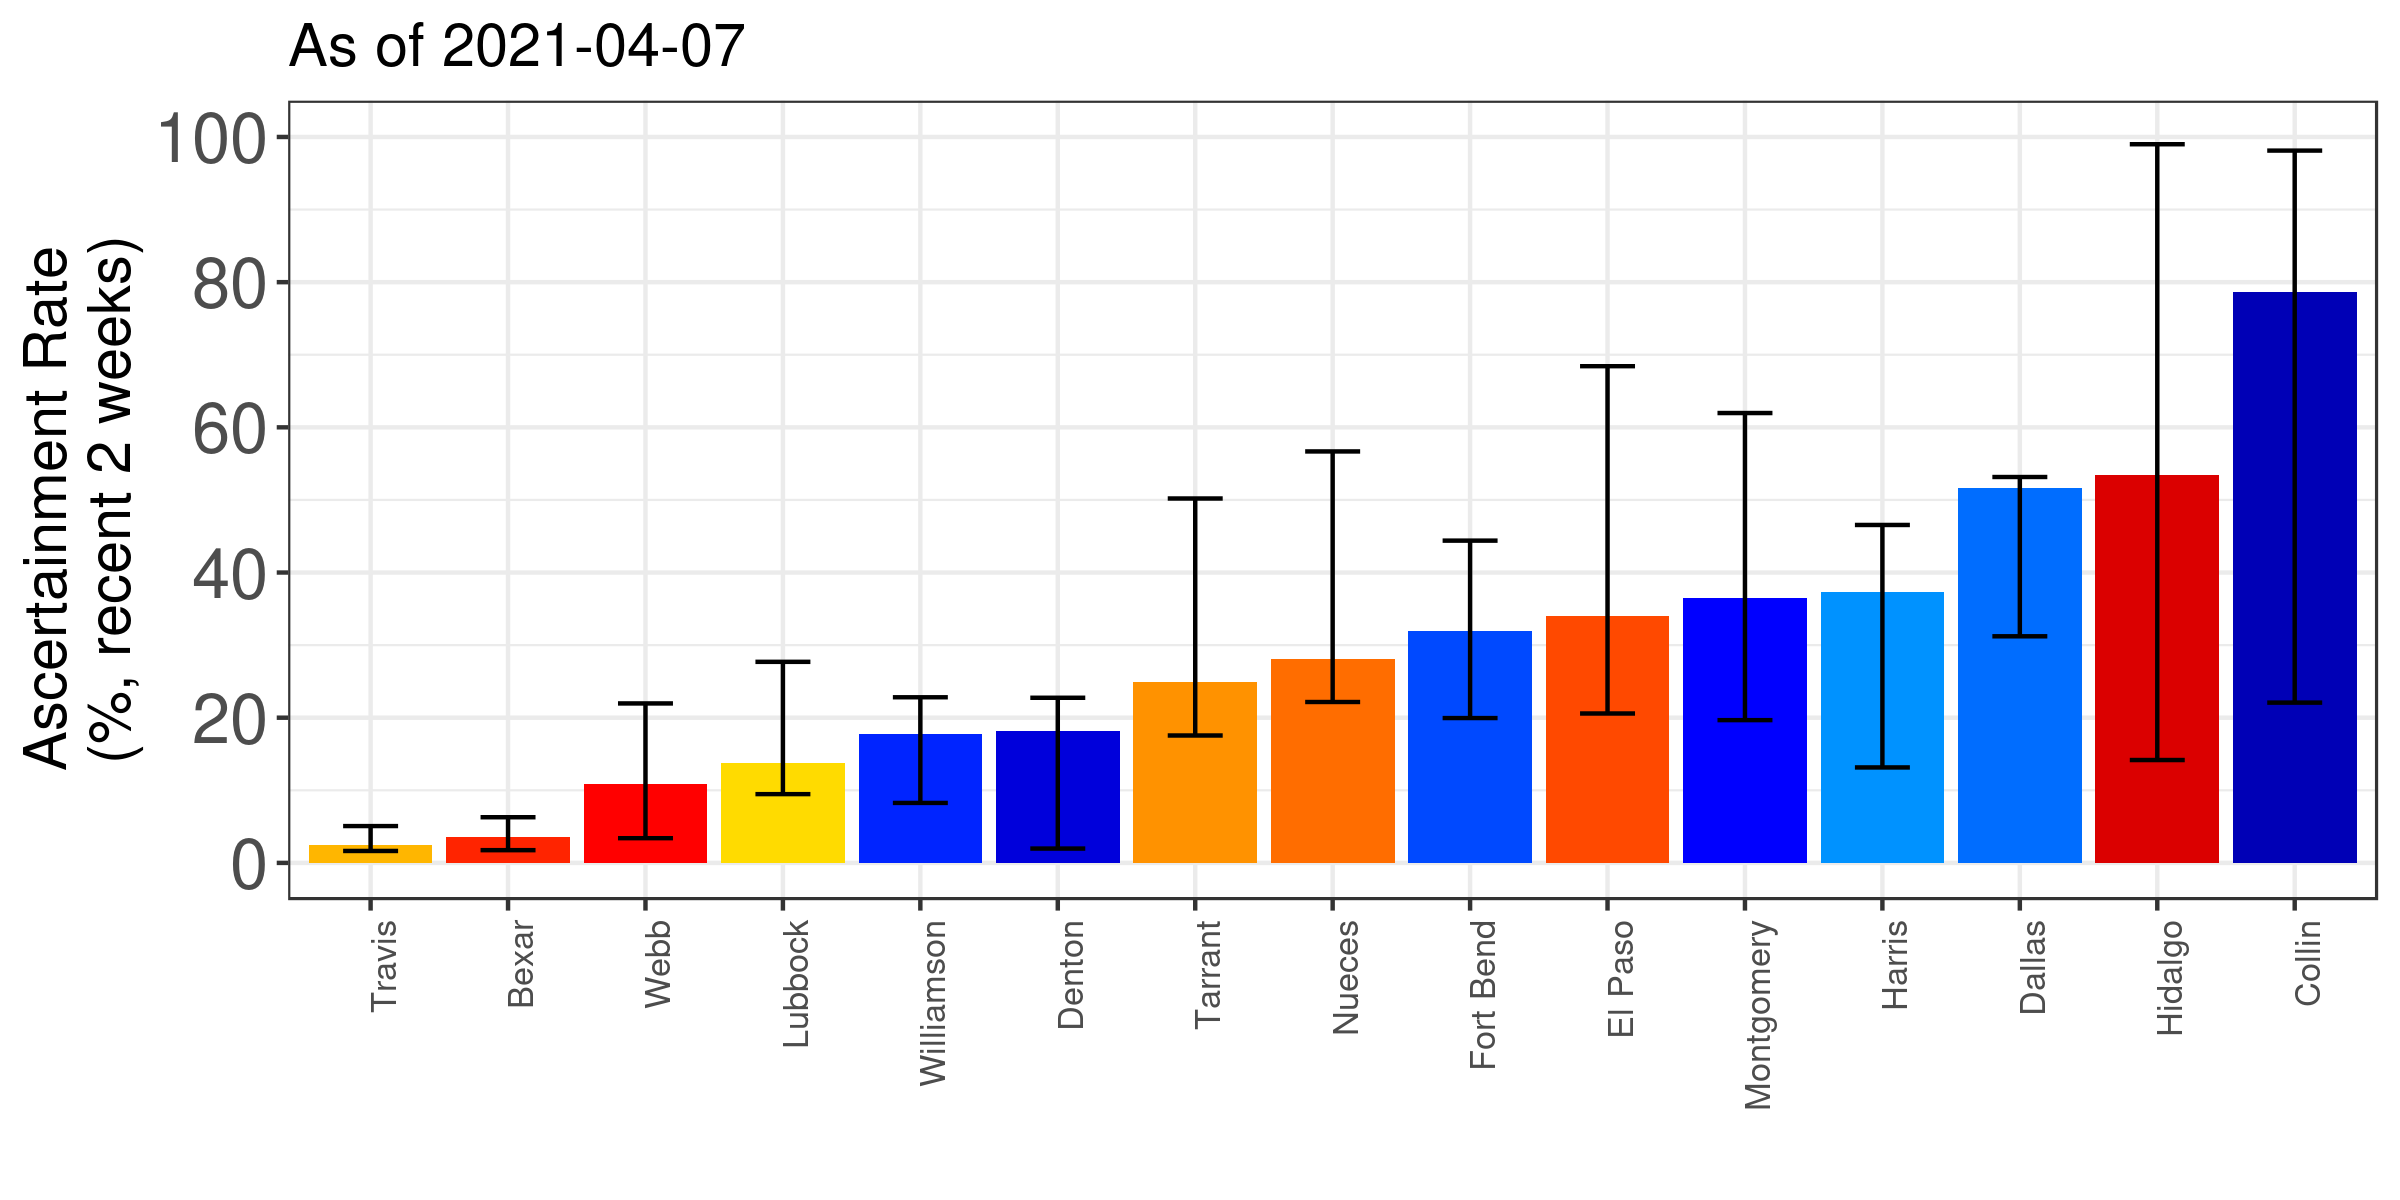 As of 2021-04-07
Ascertainment Rate
(%, recent 2 weeks)
100
80
60
40
20
0
Travis
Bexar
Webb
Lubbock
Williamson
Denton
Tarrant
Nueces
Fort Bend
El Paso
Montgomery
Harris
Dallas
Hidalgo
Collin